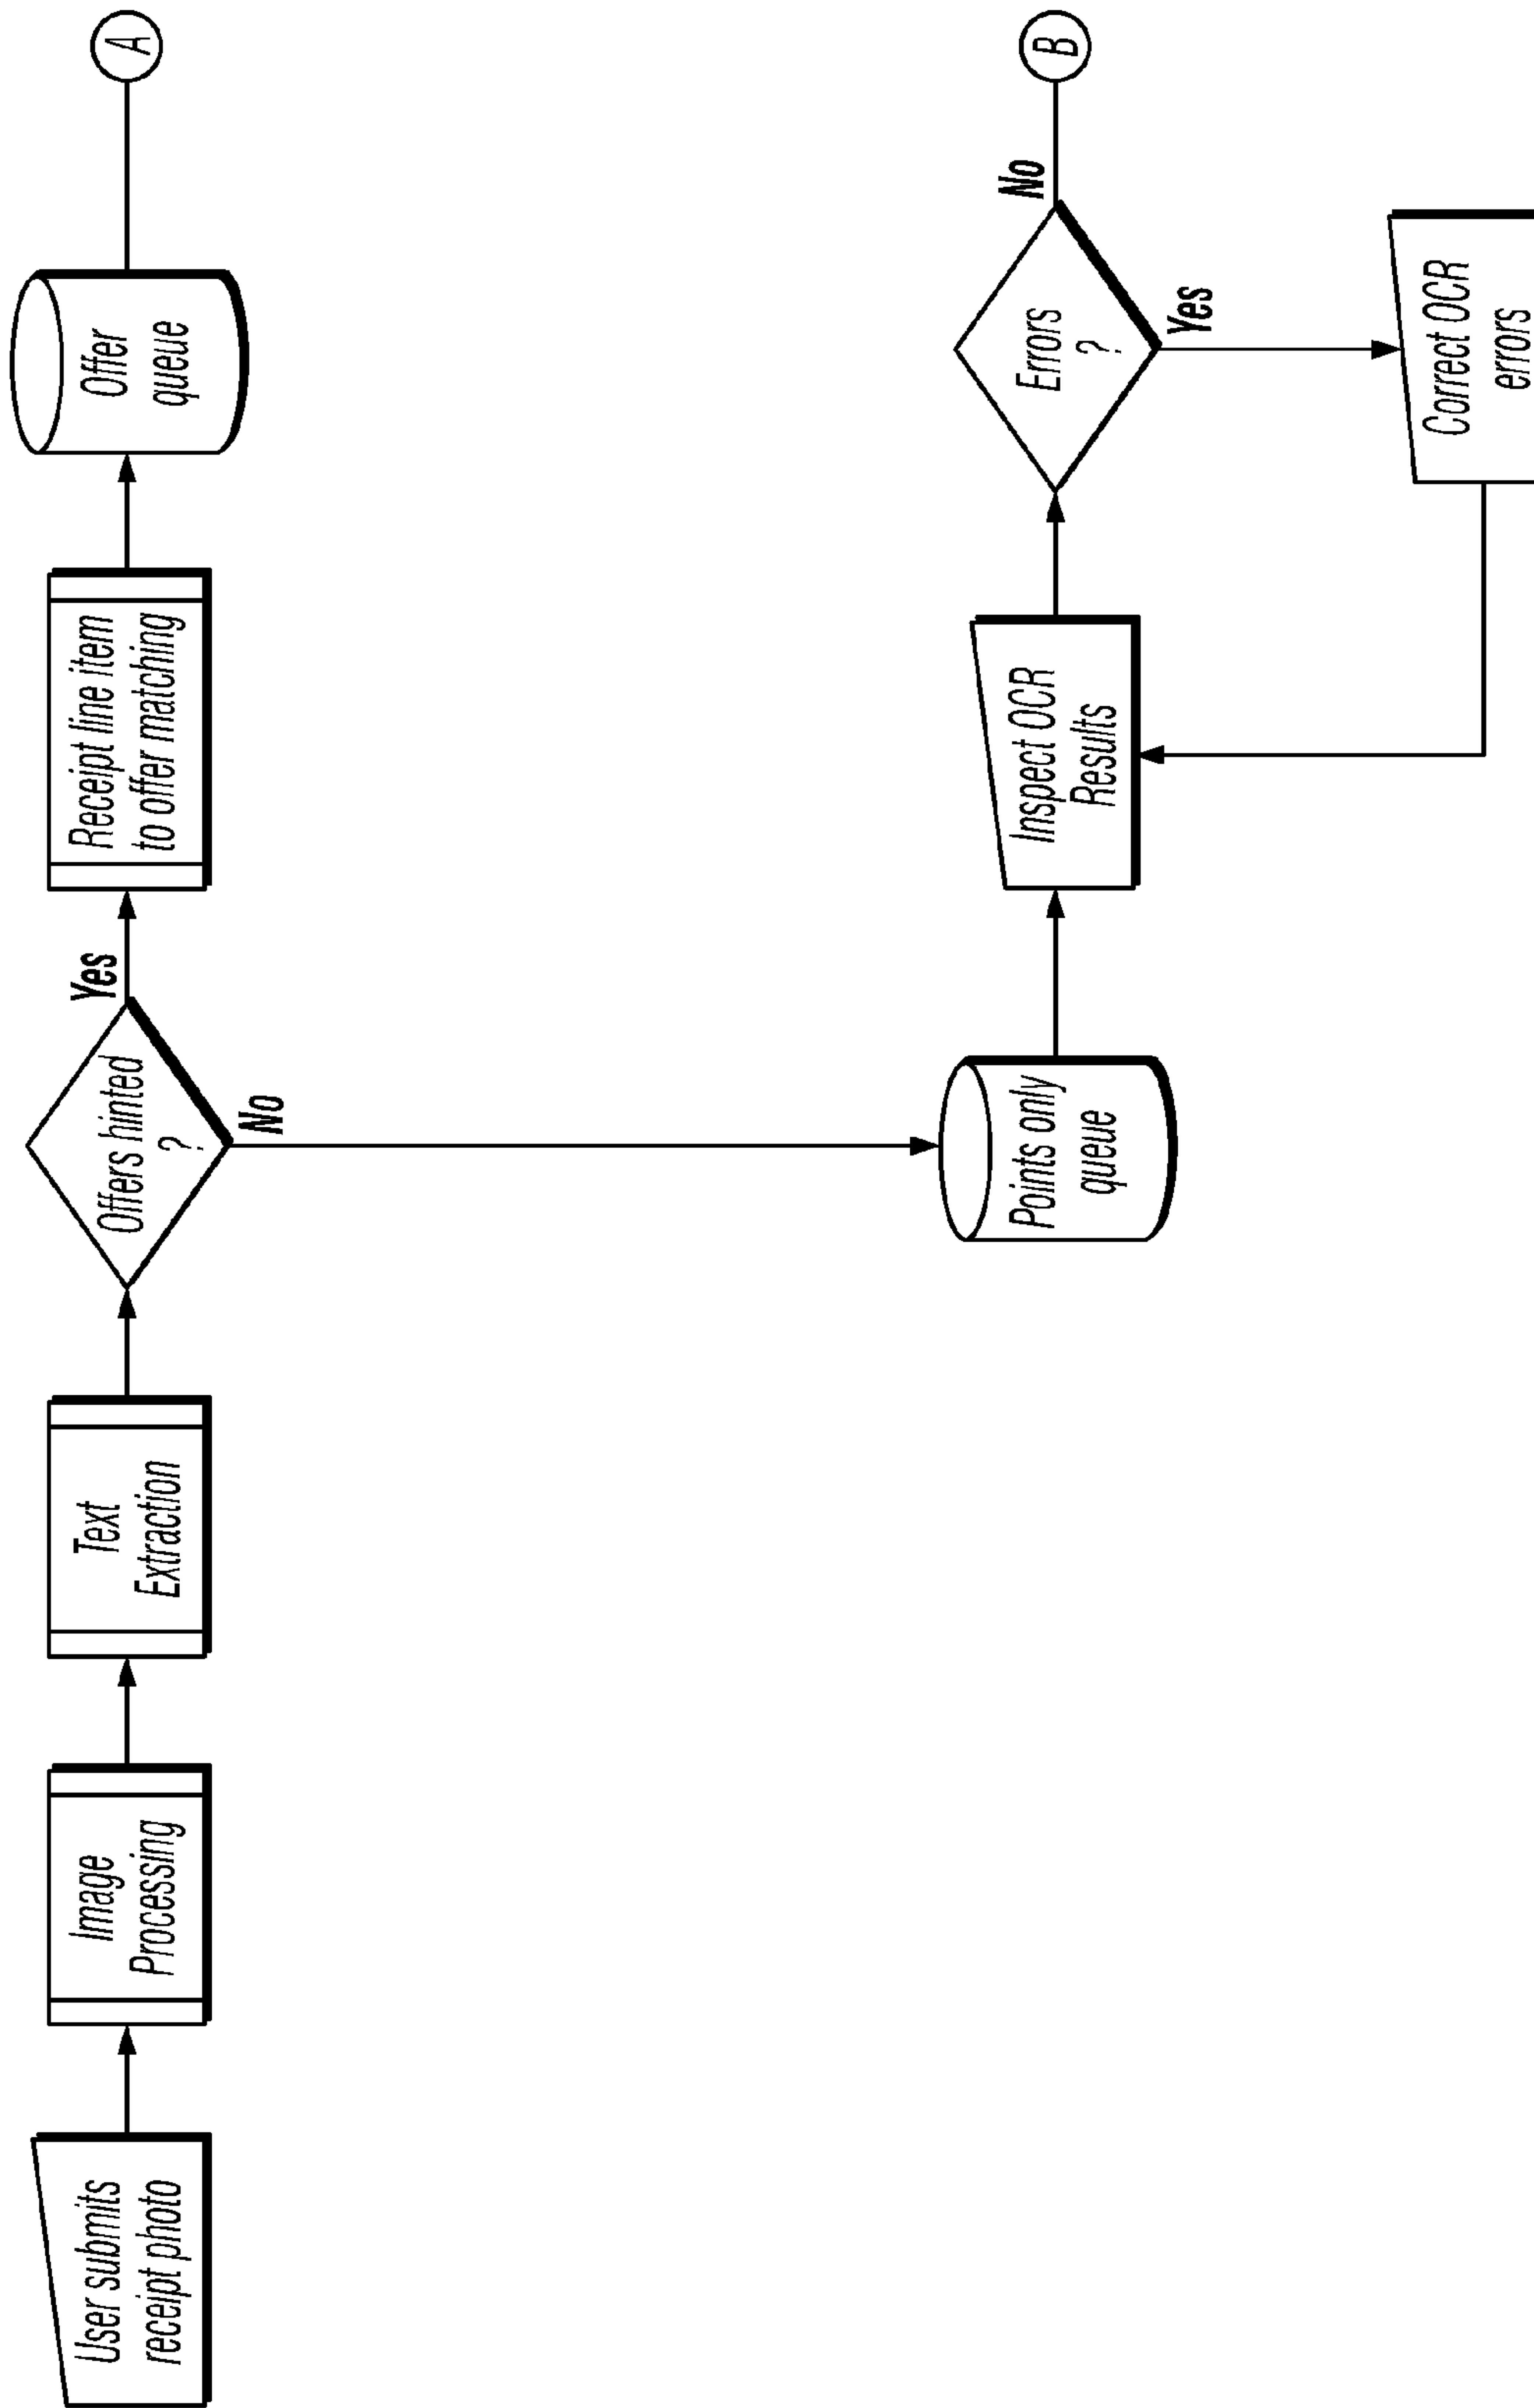 User submits
receipt photo
Image
Processing
Text
Extraction
Offers hinted
?
Yes
No
Receipt line item
to offer matching
Offer
queue
A
Points only
queue
Inspect OCR
Results
Errors
?
No
Yes
B
Correct OCR
errors